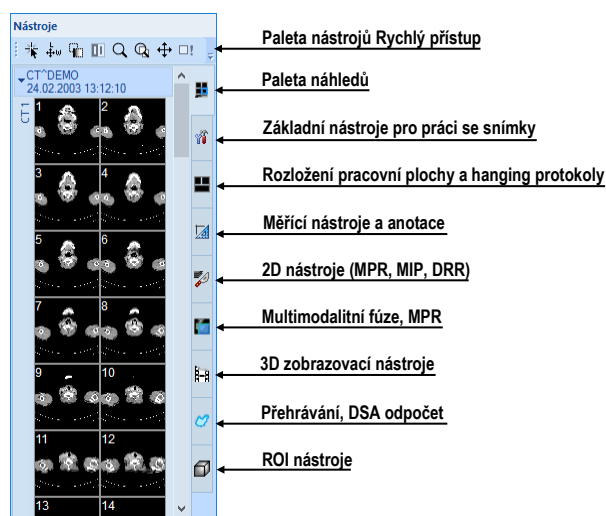 Nástroje
Paleta nástrojů Rychlý přístup
CT^DEMO
24.02.2003 13:12:10
Paleta náhledů
CT1
1 2
Základní nástroje pro práci se snímky
3 4
Rozložení pracovní plochy a hanging protokoly
Měřící nástroje a anotace
5 6
2D nástroje (MPR, MIP, DRR)
7 8
Multimodalitní fúze, MPR
9 10
3D zobrazovací nástroje
Přehrávání, DSA odpočet
11 12
ROI nástroje
13 14